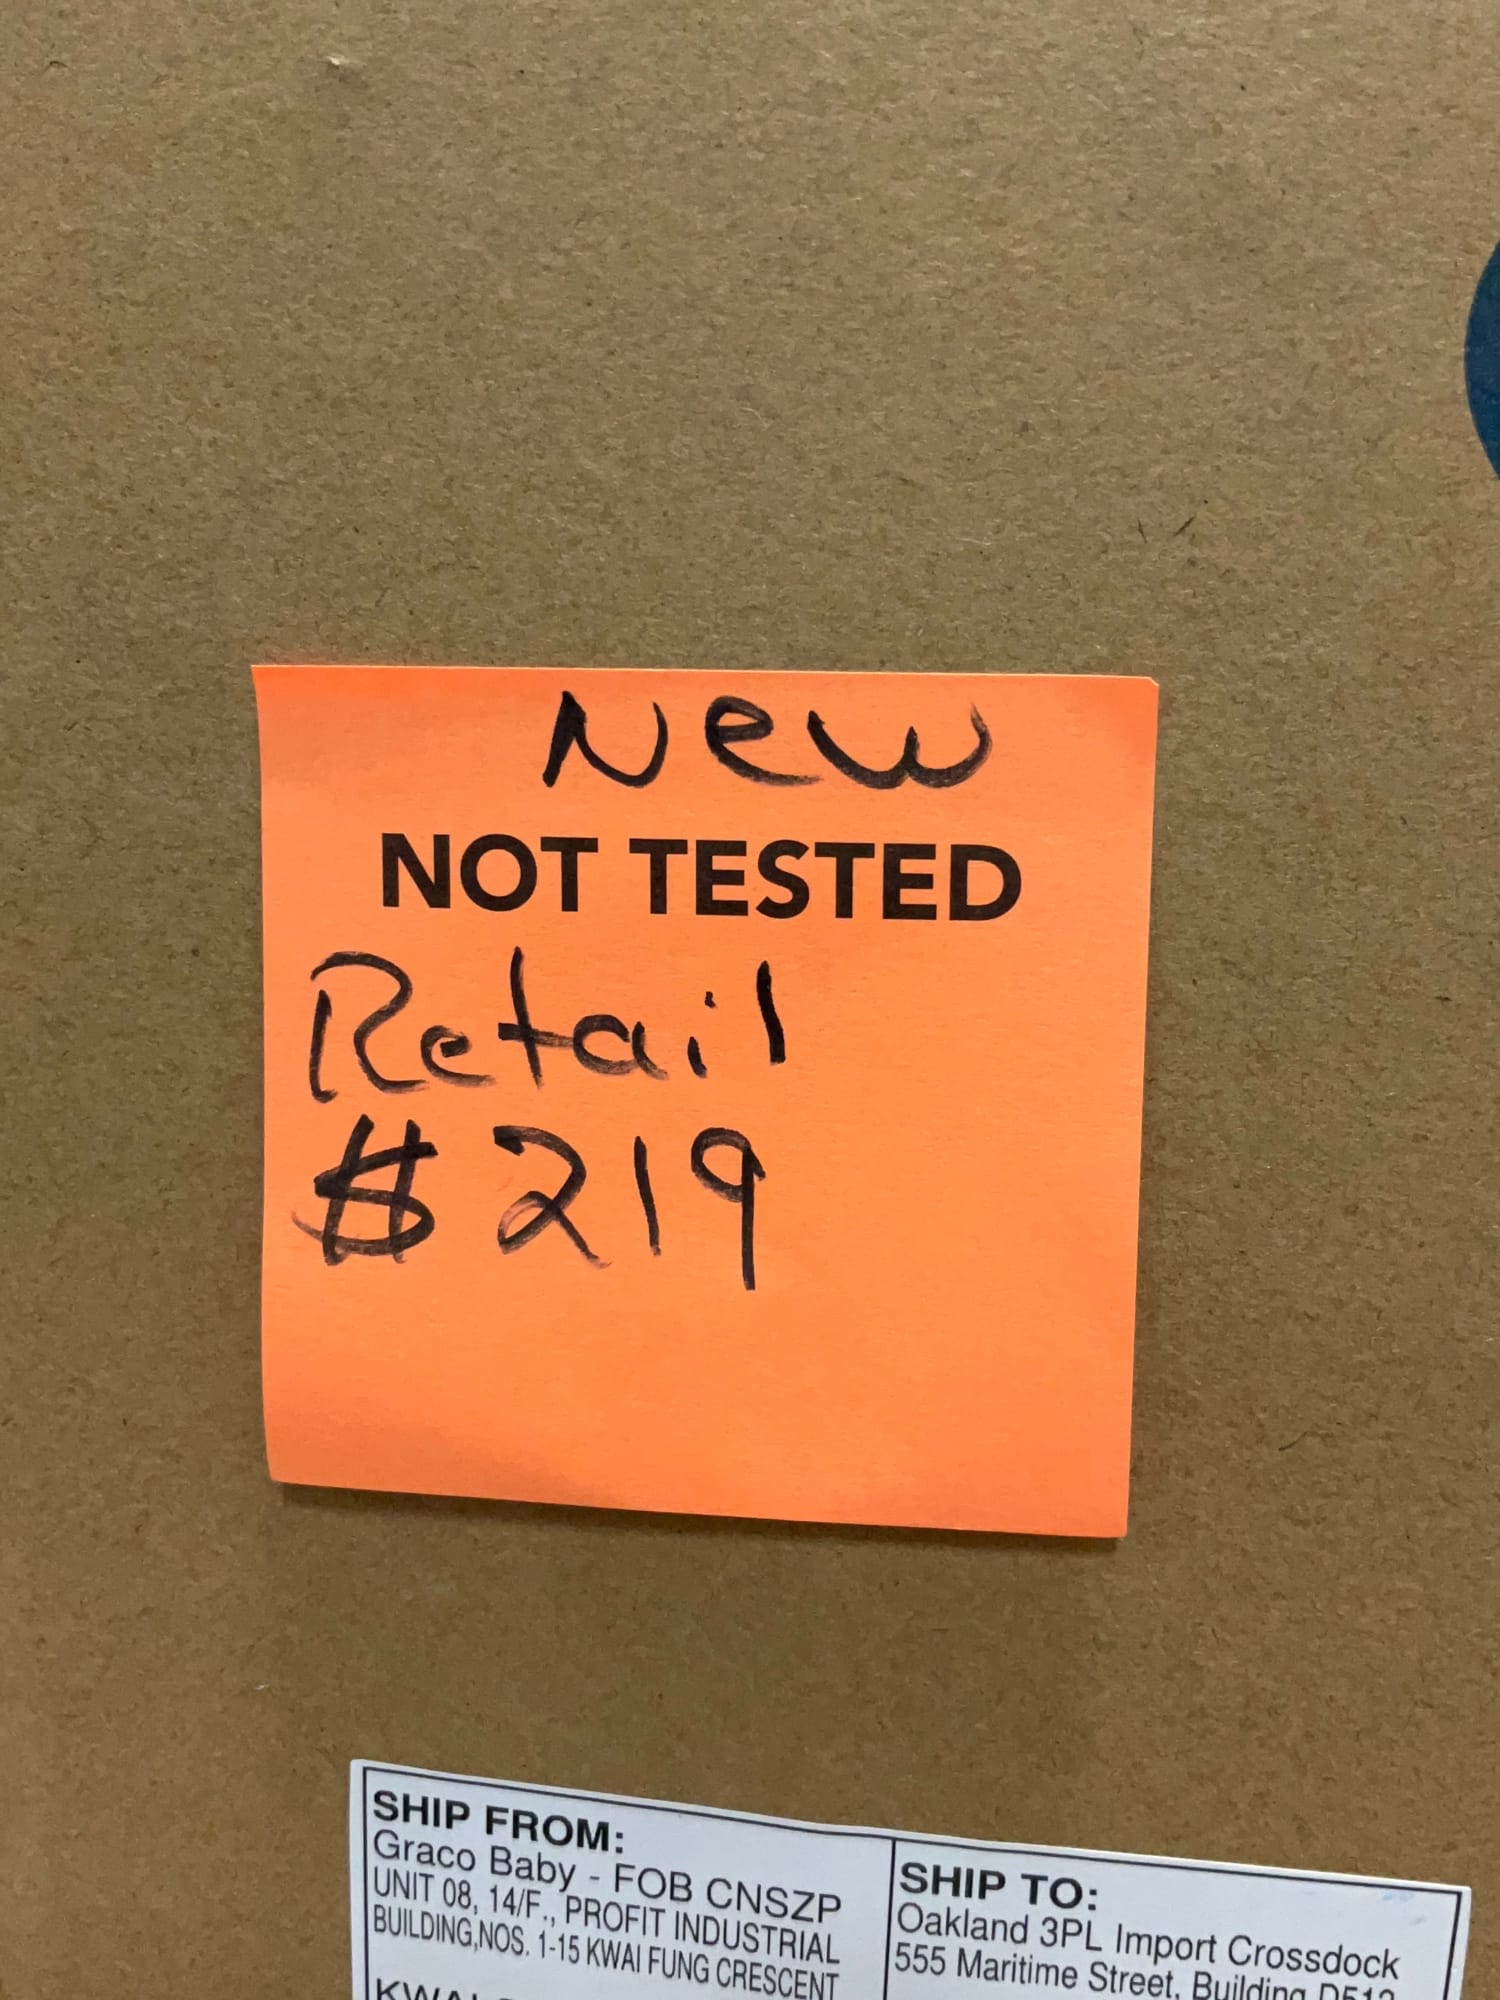 New
NOT TESTED
Retail
$219
SHIP FROM:
Graco Baby - FOB CNSZP
UNIT 08, 14/F., PROFIT INDUSTRIAL
BUILDING,NOS. 1-15 KWAI FUNG CRESCENT
SHIP TO:
Oakland 3PL Import Crossdock
555 Maritime Street, Building